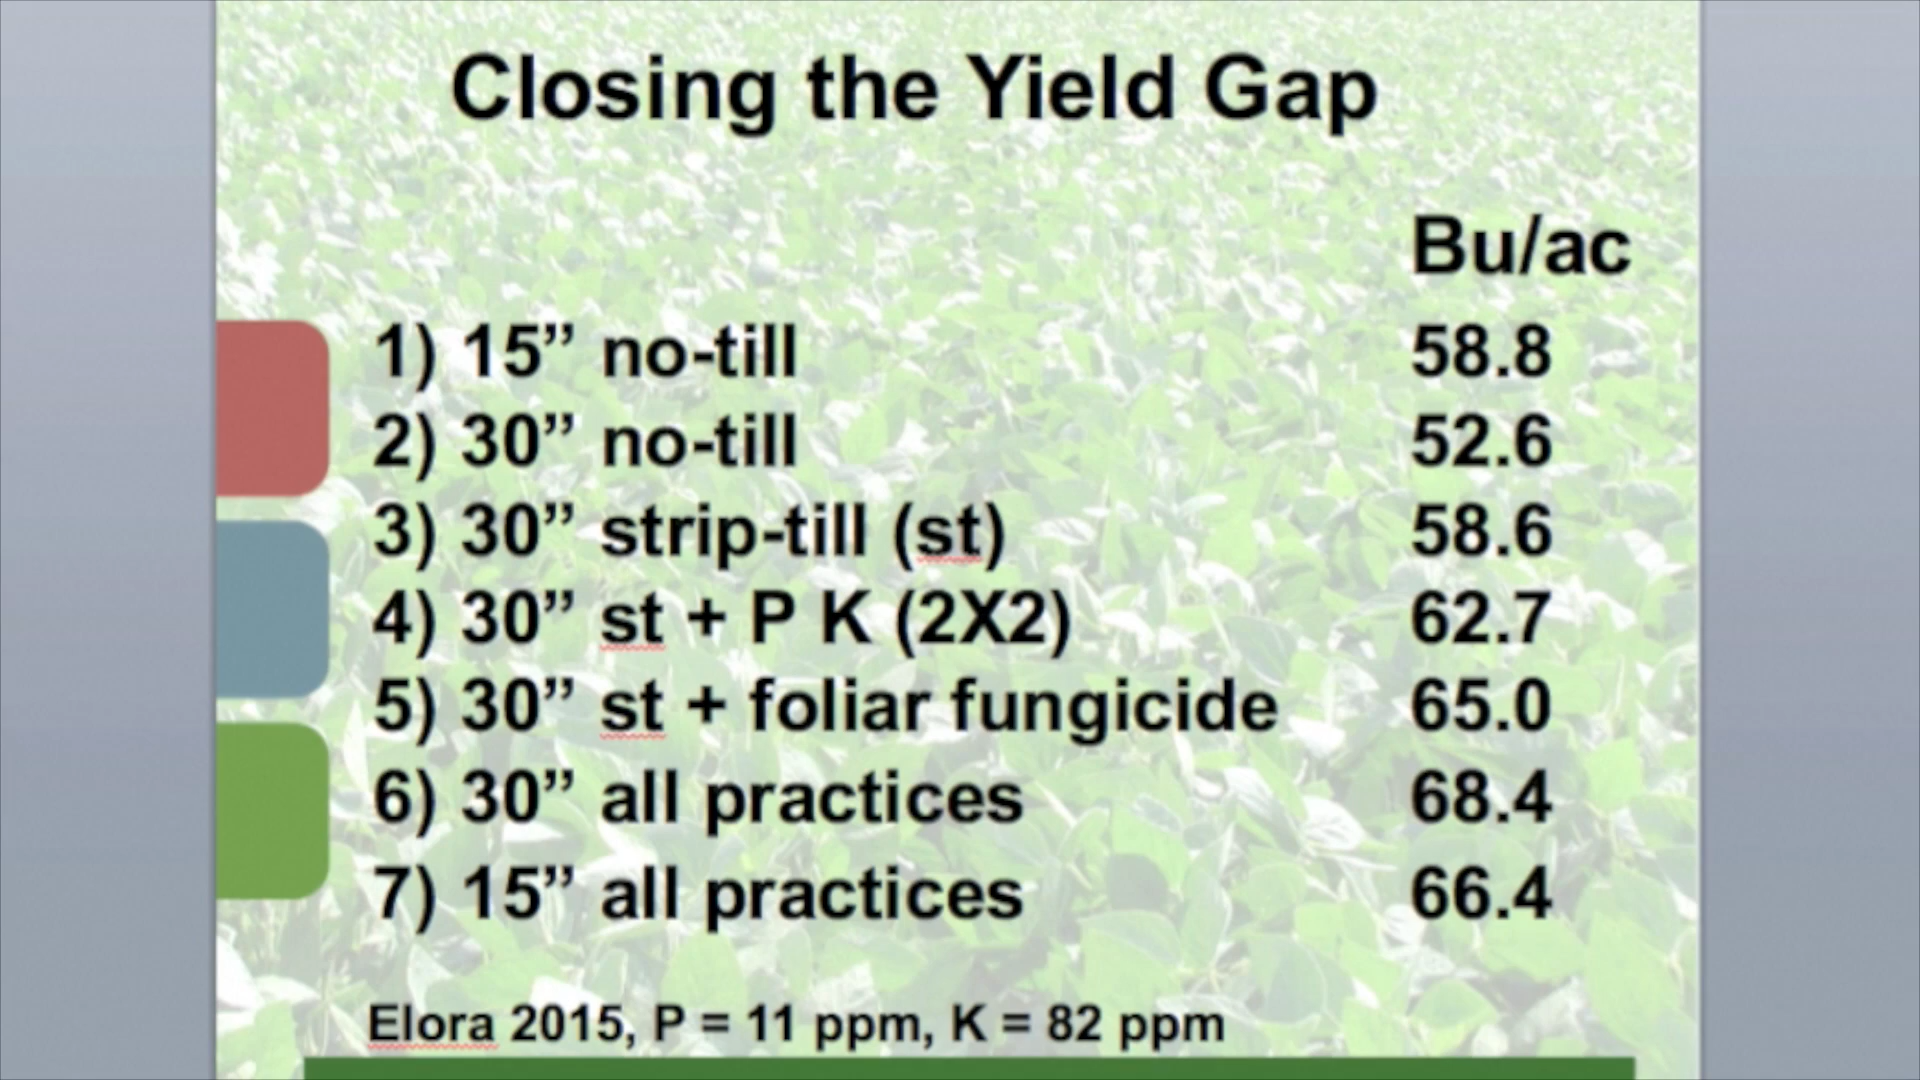 Closing the Yield Gap
Bu/ac
1) 15” no-till 58.8
2) 30” no-till 52.6
3) 30” strip-till (st) 58.6
4) 30” st + P K (2X2) 62.7
5) 30” st + foliar fungicide 65.0
6) 30” all practices 68.4
7) 15” all practices 66.4
Elora 2015, P = 11 ppm, K = 82 ppm